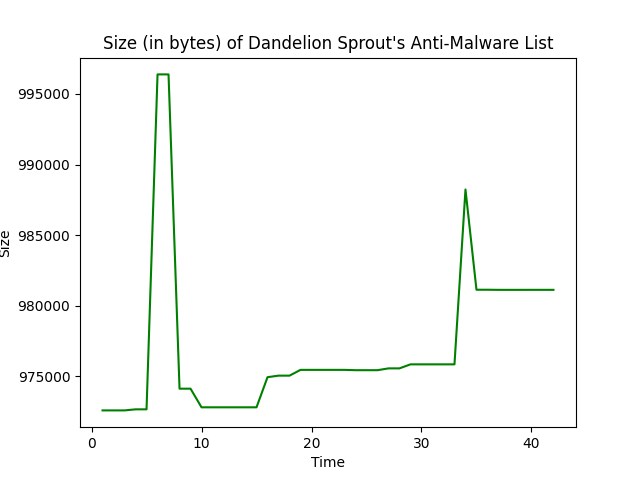 Size (in bytes) of Dandelion Sprout's Anti-Malware List
995000
990000
985000
980000
975000
Size
0 10 20 30 40
Time